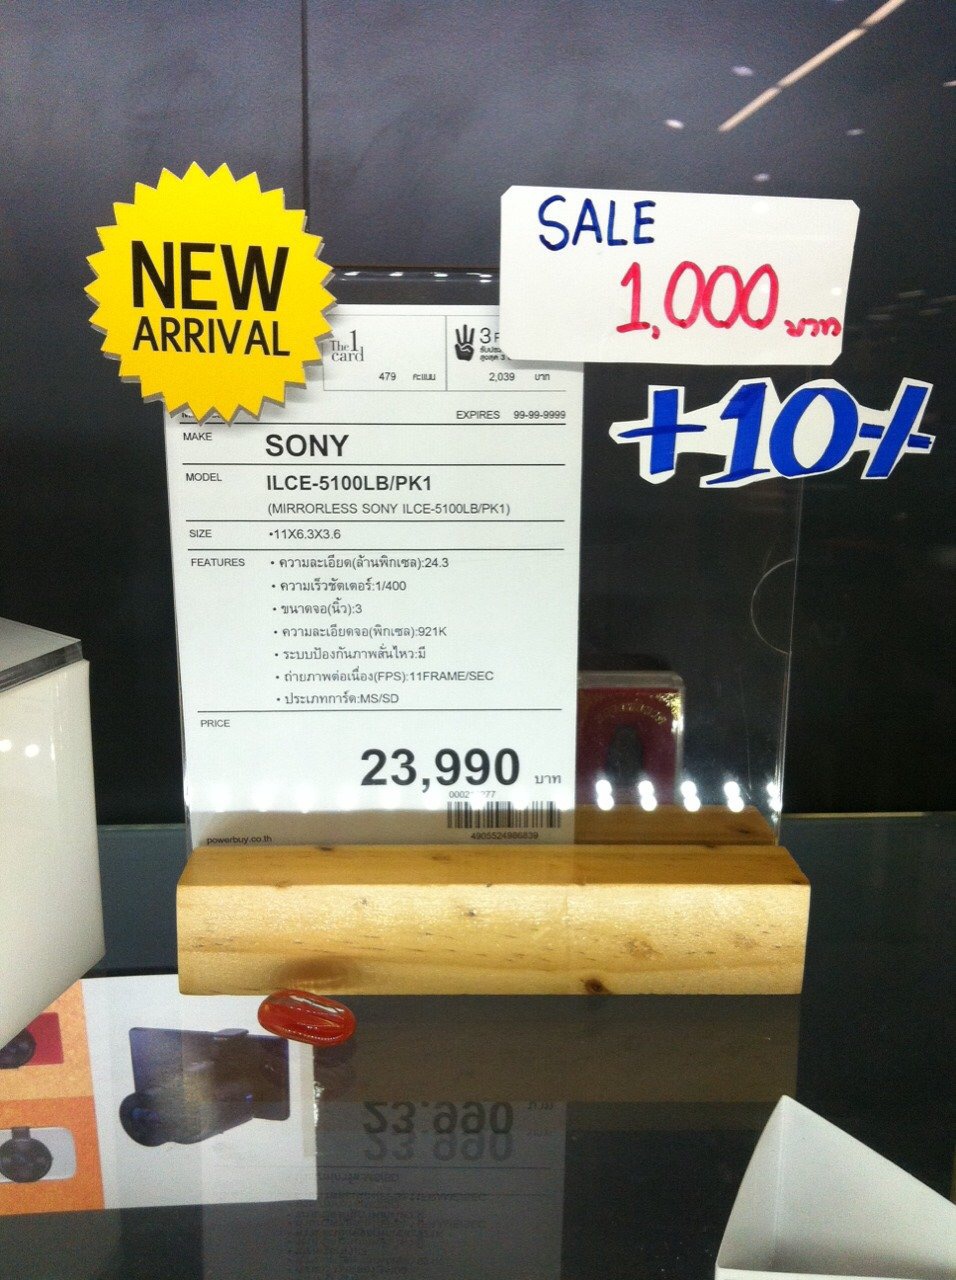 NEW
ARRIVAL
SALE
1,000 บาท
+10%
The 1
card
479 คะแนน
3
2,039 บาท
EXPIRES 99-99-9999
MAKE SONY
MODEL ILCE-5100LB/PK1
(MIRRORLESS SONY ILCE-5100LB/PK1)
SIZE •11X6.3X3.6
FEATURES • ความละเอียด(ล้านพิกเซล):24.3
• ความเร็วชัตเตอร์:1/400
• ขนาดจอ(นิ้ว):3
• ความละเอียดจอ(พิกเซล):921K
• ระบบป้องกันภาพสั่นไหว:มี
• ถ่ายภาพต่อเนื่อง(FPS):11FRAME/SEC
• ประเภทการ์ด:MS/SD
PRICE
23,990 บาท
4905524986839
powerbuy.co.th